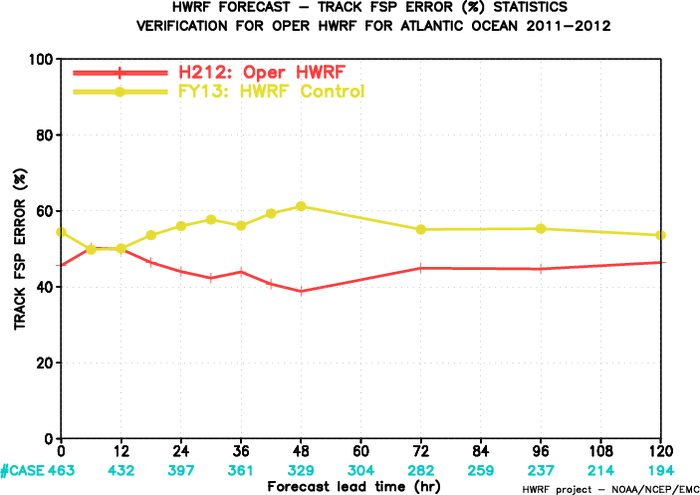 HWRF FORECAST – TRACK FSP ERROR (%) STATISTICS
VERIFICATION FOR OPER HWRF FOR ATLANTIC OCEAN 2011–2012
H212: Oper HWRF
FY13: HWRF Control
100
80
60
40
20
0
TRACK FSP ERROR (%)
0 12 24 36 48 60 72 84 96 108 120
#CASE 463 432 397 361 329 304 282 259 237 214 194
Forecast lead time (hr)
HWRF project – NOAA/NCEP/EMC